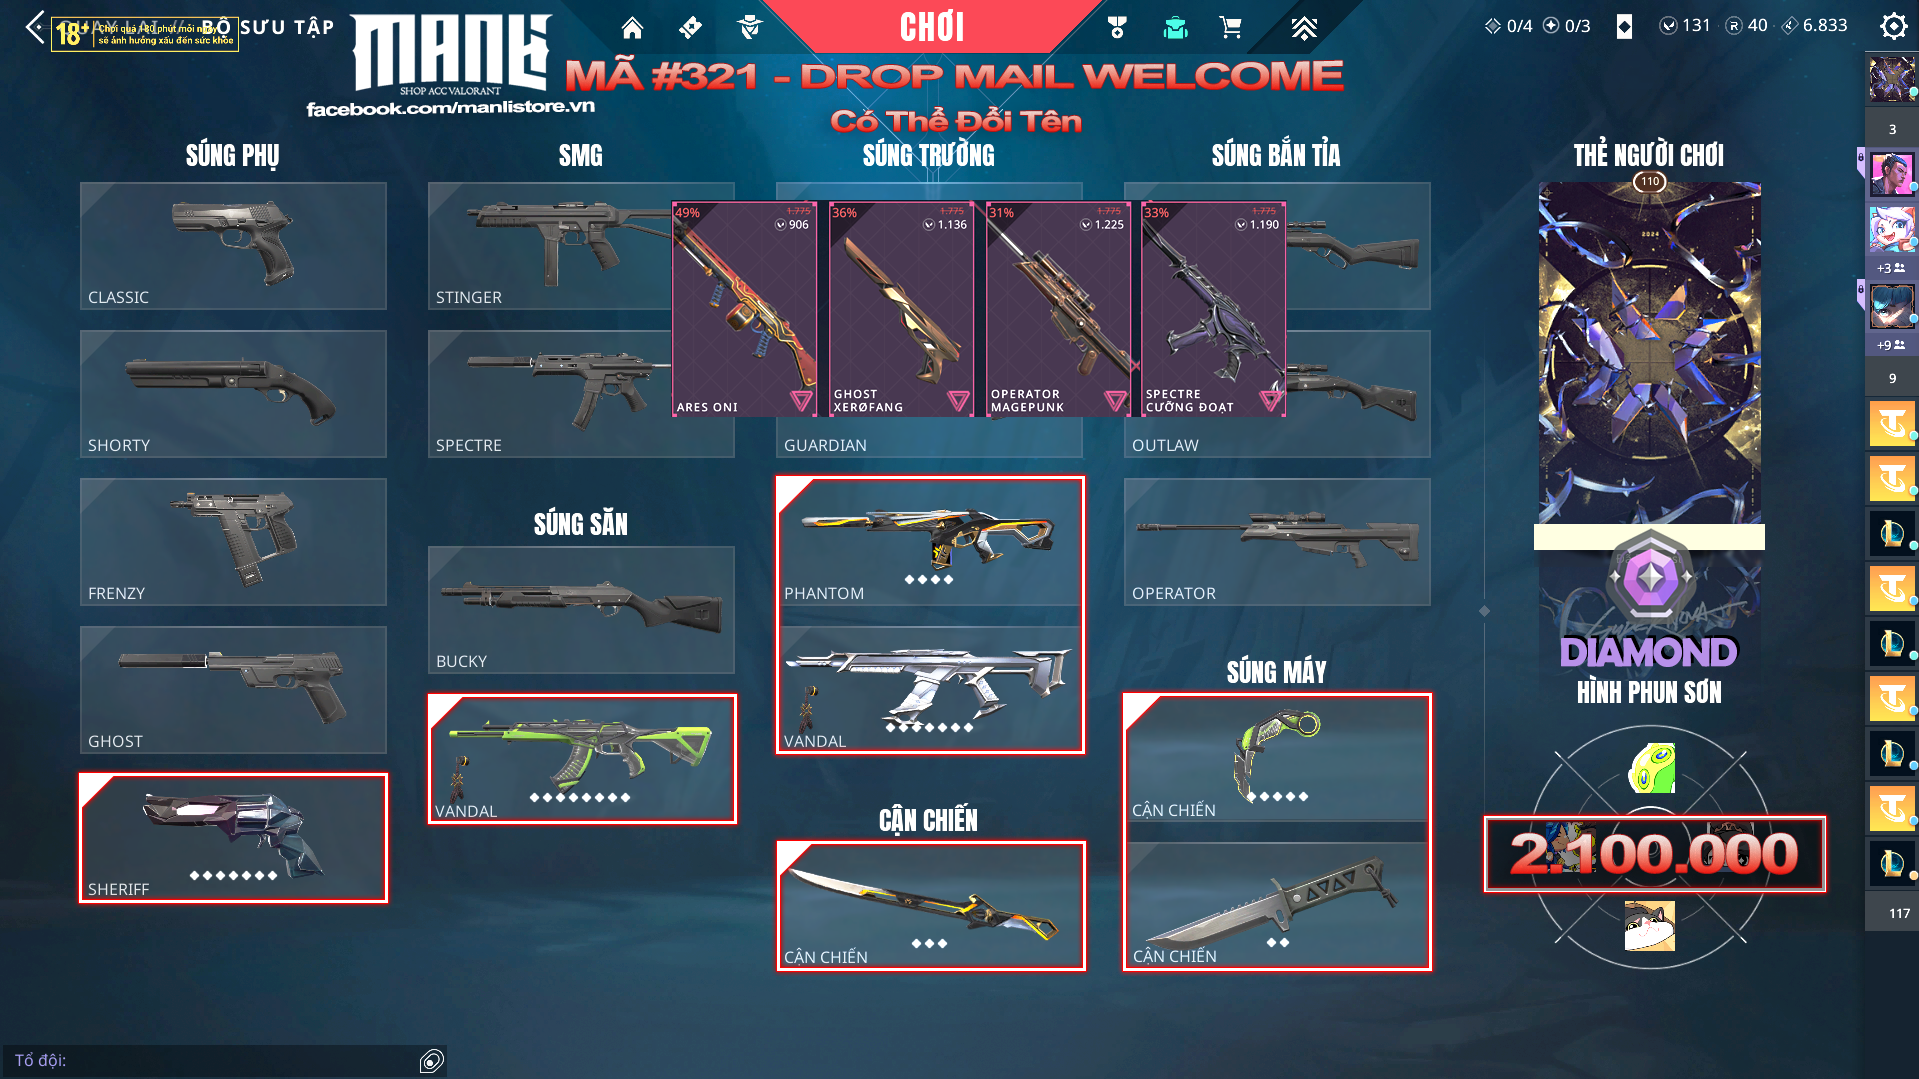 BỘ SƯU TẬP
18+
Chơi quá 180 phút mỗi ngày
sẽ ảnh hưởng xấu đến sức khỏe
CHƠI
0/4
0/3
131
40
6.833
SHOP ACC VALORANT
facebook.com/manlistore.vn
MÃ #321 - DROP MAIL WELCOME
Có Thể Đổi Tên
SÚNG PHỤ
CLASSIC
SHORTY
FRENZY
GHOST
SHERIFF
SMG
STINGER
SPECTRE
SÚNG SĂN
BUCKY
VANDAL
SÚNG TRƯỜNG
49%
1.775
906
ARES ONI
36%
1.775
1.136
GHOST
XERØFANG
31%
1.775
1.225
OPERATOR
MAGEPUNK
33%
1.775
1.190
SPECTRE
CƯỠNG ĐOẠT
GUARDIAN
PHANTOM
VANDAL
CẬN CHIẾN
CẬN CHIẾN
SÚNG BẮN TỈA
OUTLAW
OPERATOR
SÚNG MÁY
CẬN CHIẾN
CẬN CHIẾN
THẺ NGƯỜI CHƠI
110
2024
DIAMOND
HÌNH PHUN SƠN
2.100.000
3
+3
+9
9
117
Tổ đội: